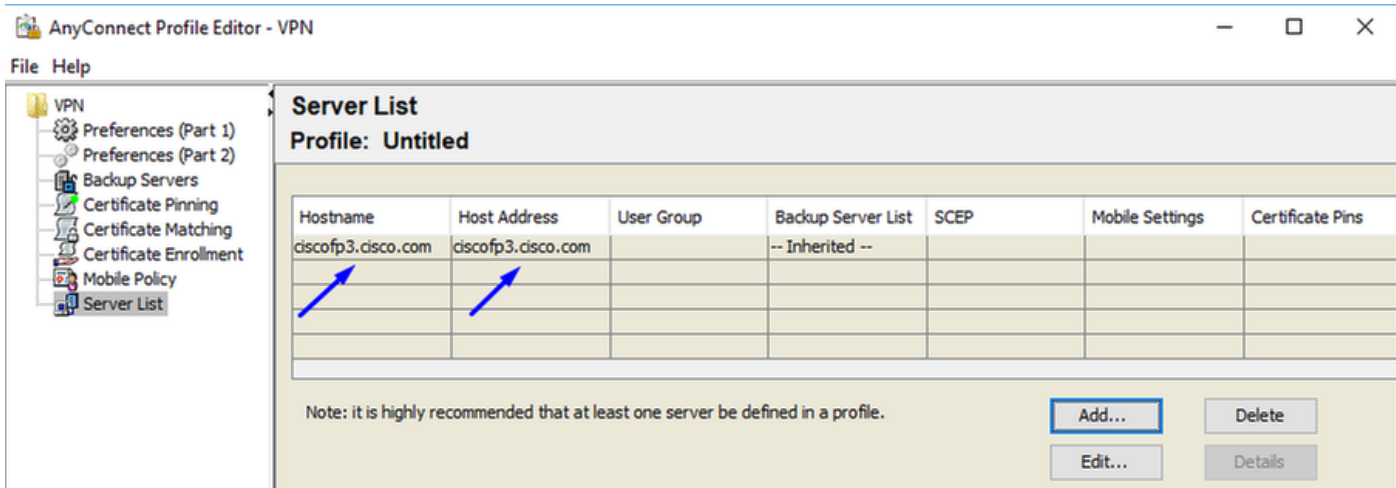 AnyConnect Profile Editor - VPN
File Help
VPN
Preferences (Part 1)
Preferences (Part 2)
Backup Servers
Certificate Pinning
Certificate Matching
Certificate Enrollment
Mobile Policy
Server List
Server List
Profile: Untitled
Hostname Host Address User Group Backup Server List SCEP Mobile Settings Certificate Pins
ciscofp3.cisco.com ciscofp3.cisco.com -- Inherited --
Note: it is highly recommended that at least one server be defined in a profile.
Add... Delete
Edit... Details